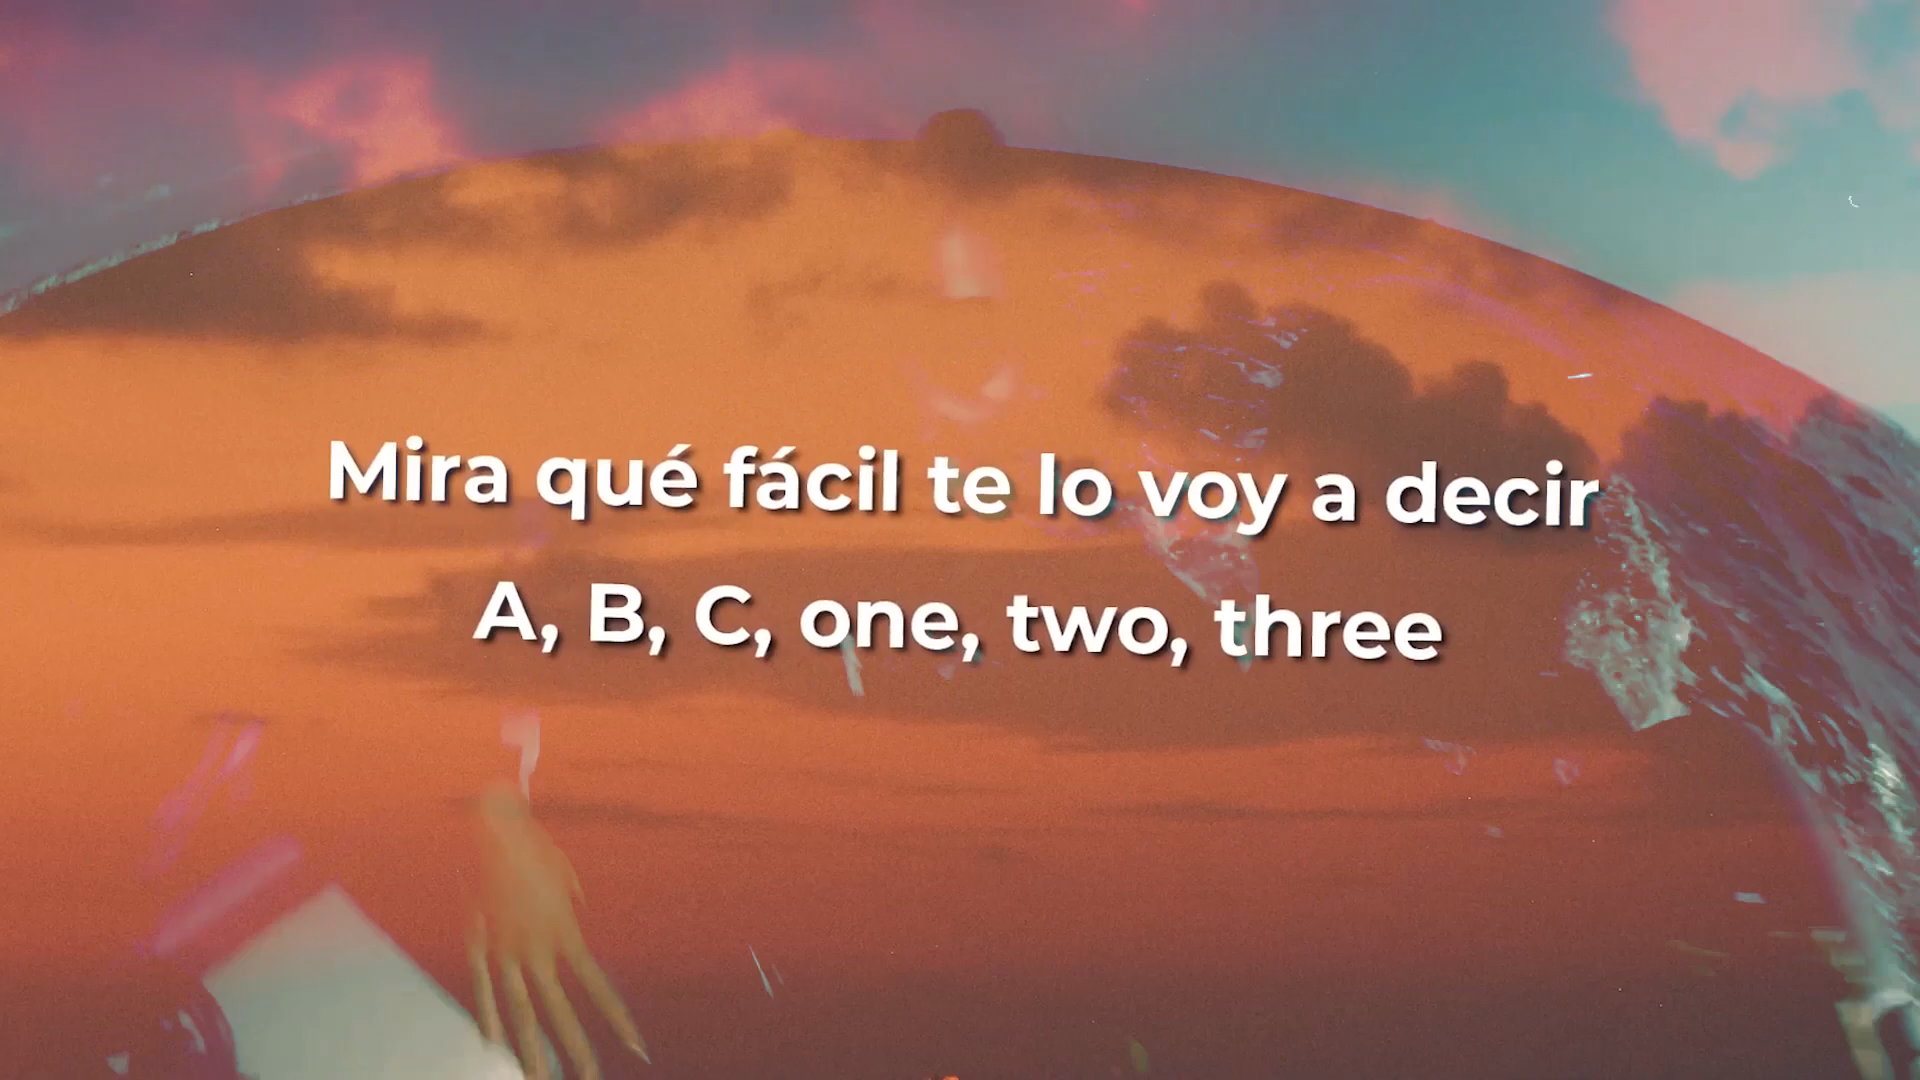 Mira qué fácil te lo voy a decir
A, B, C, one, two, three